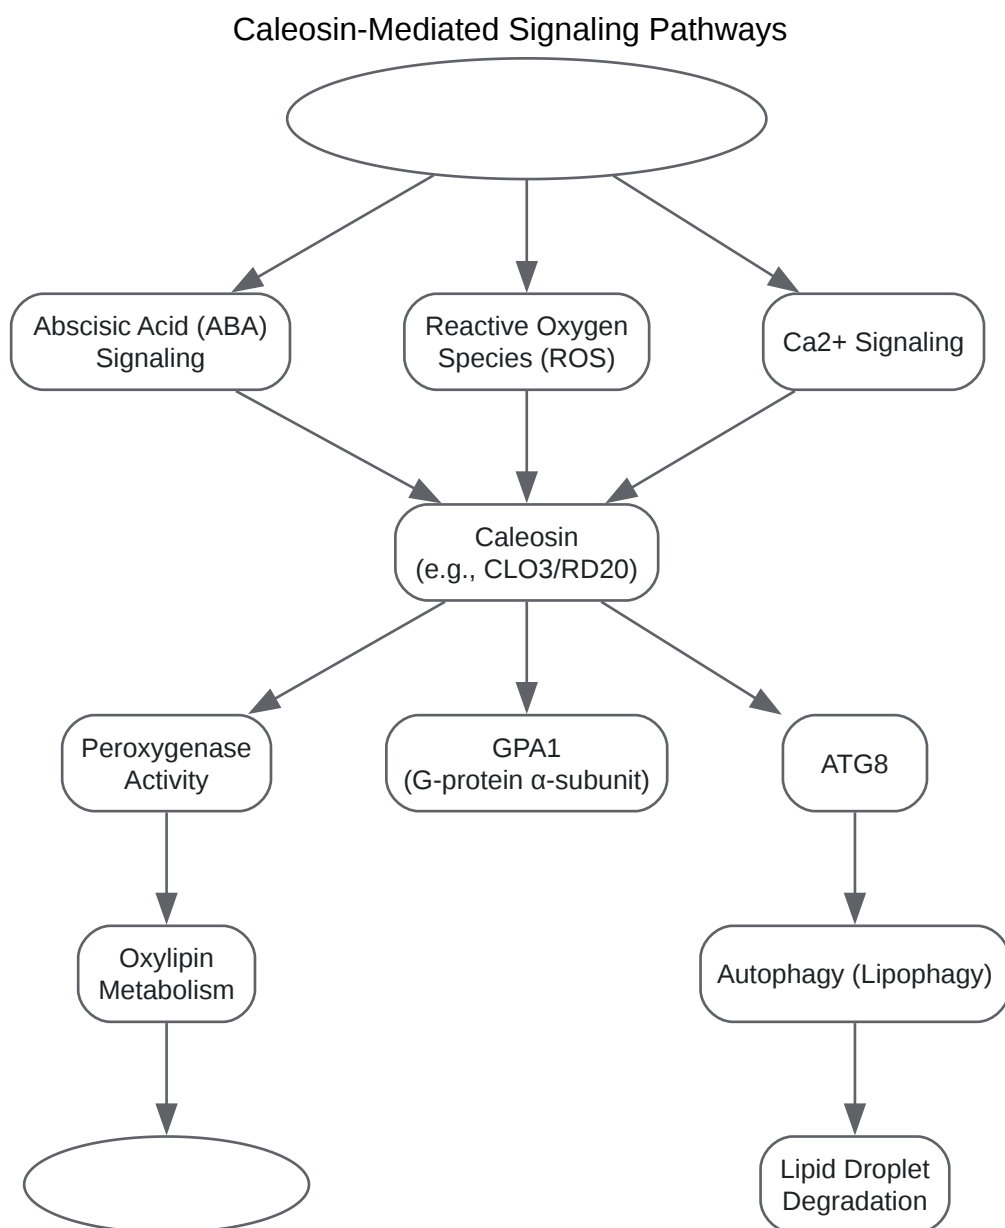 Caleosin-Mediated Signaling Pathways
Abscisic Acid (ABA)
Signaling
Reactive Oxygen
Species (ROS)
Ca2+ Signaling
Caleosin
(e.g., CLO3/RD20)
Peroxygenase
Activity
GPA1
(G-protein α-subunit)
ATG8
Oxylipin
Metabolism
Autophagy (Lipophagy)
Lipid Droplet
Degradation